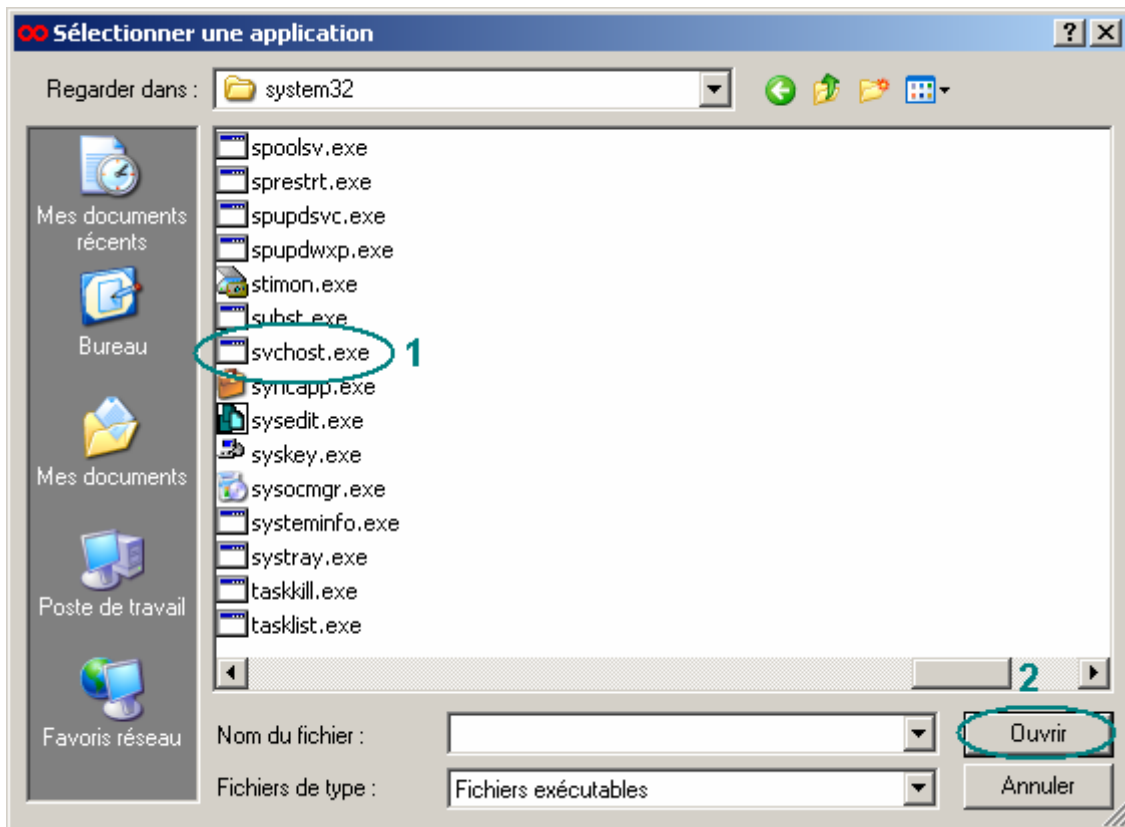 Sélectionner une application
Regarder dans :
system32
Mes documents
récents
Bureau
Mes documents
Poste de travail
Favoris réseau
spoolsv.exe
sprestrt.exe
spupdsvc.exe
spupdwxp.exe
stimon.exe
subst.exe
svchost.exe 1
syncapp.exe
sysedit.exe
syskey.exe
sysocmgr.exe
systeminfo.exe
systray.exe
taskkill.exe
tasklist.exe
2
Nom du fichier :
Ouvrir
Fichiers de type : Fichiers exécutables
Annuler